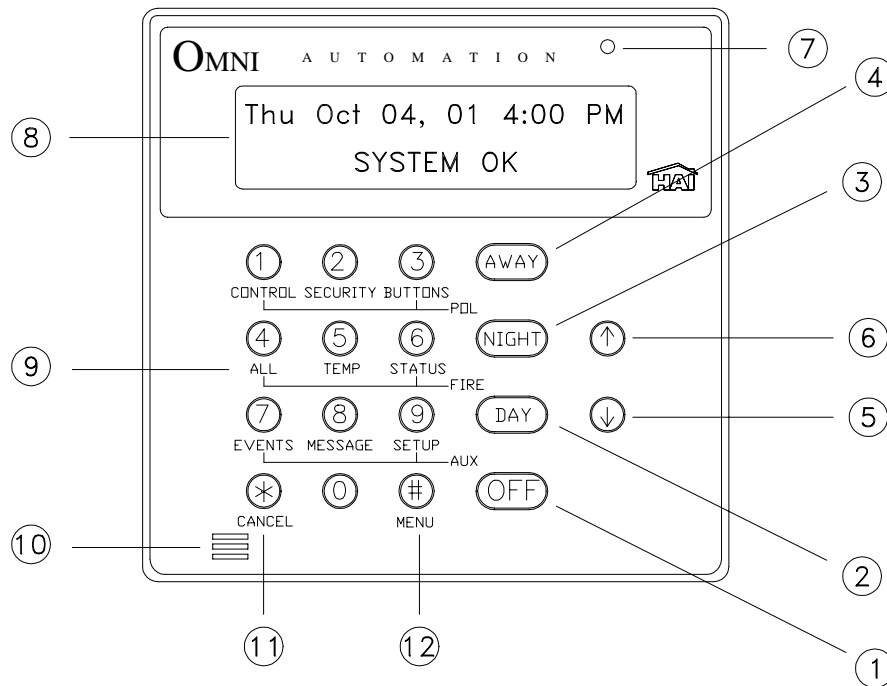 OMNI AUTOMATION
7
4
Thu Oct 04, 01 4:00 PM
8
SYSTEM OK
HAI
3
1 2 3 AWAY
CONTROL SECURITY BUTTONS
POL
4 5 6 NIGHT ↑ 6
9
ALL TEMP STATUS
FIRE
7 8 9 DAY ↓ 5
EVENTS MESSAGE SETUP
AUX
* 0 # OFF
CANCEL MENU
10
2
11 12
1